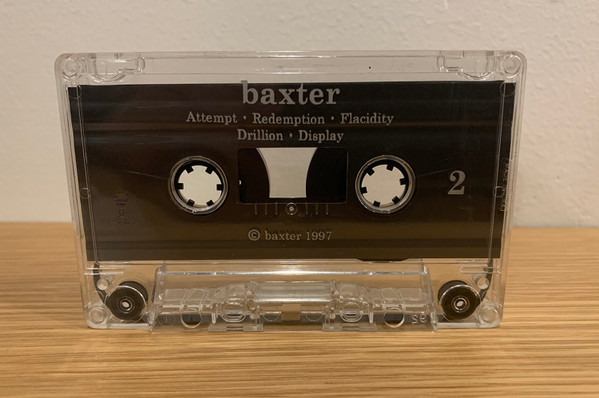 baxter
Attempt · Redemption · Flacidity
Drillion · Display
2
© baxter 1997